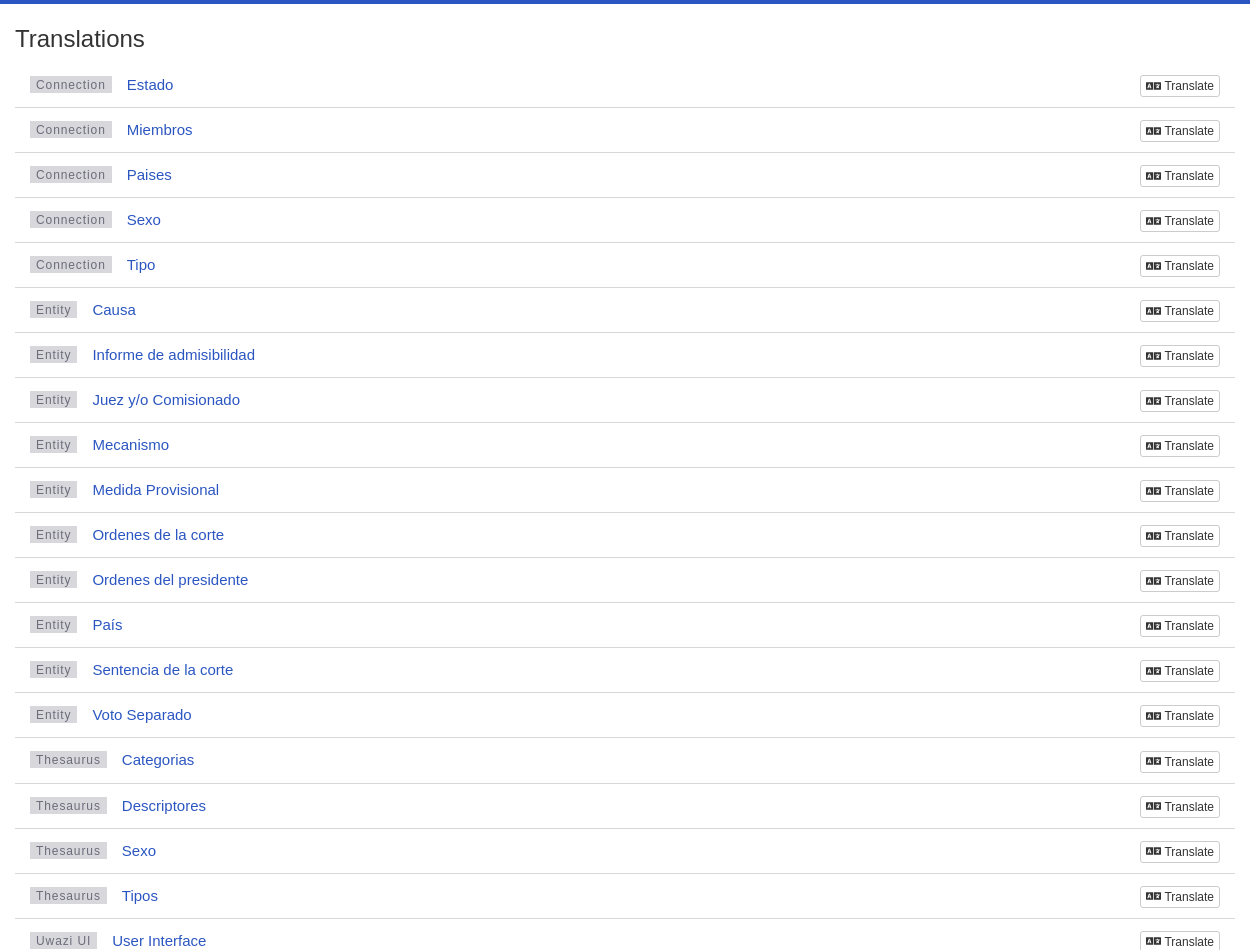 Translations
Connection Estado Translate
Connection Miembros Translate
Connection Paises Translate
Connection Sexo Translate
Connection Tipo Translate
Entity Causa Translate
Entity Informe de admisibilidad Translate
Entity Juez y/o Comisionado Translate
Entity Mecanismo Translate
Entity Medida Provisional Translate
Entity Ordenes de la corte Translate
Entity Ordenes del presidente Translate
Entity País Translate
Entity Sentencia de la corte Translate
Entity Voto Separado Translate
Thesaurus Categorias Translate
Thesaurus Descriptores Translate
Thesaurus Sexo Translate
Thesaurus Tipos Translate
Uwazi UI User Interface Translate